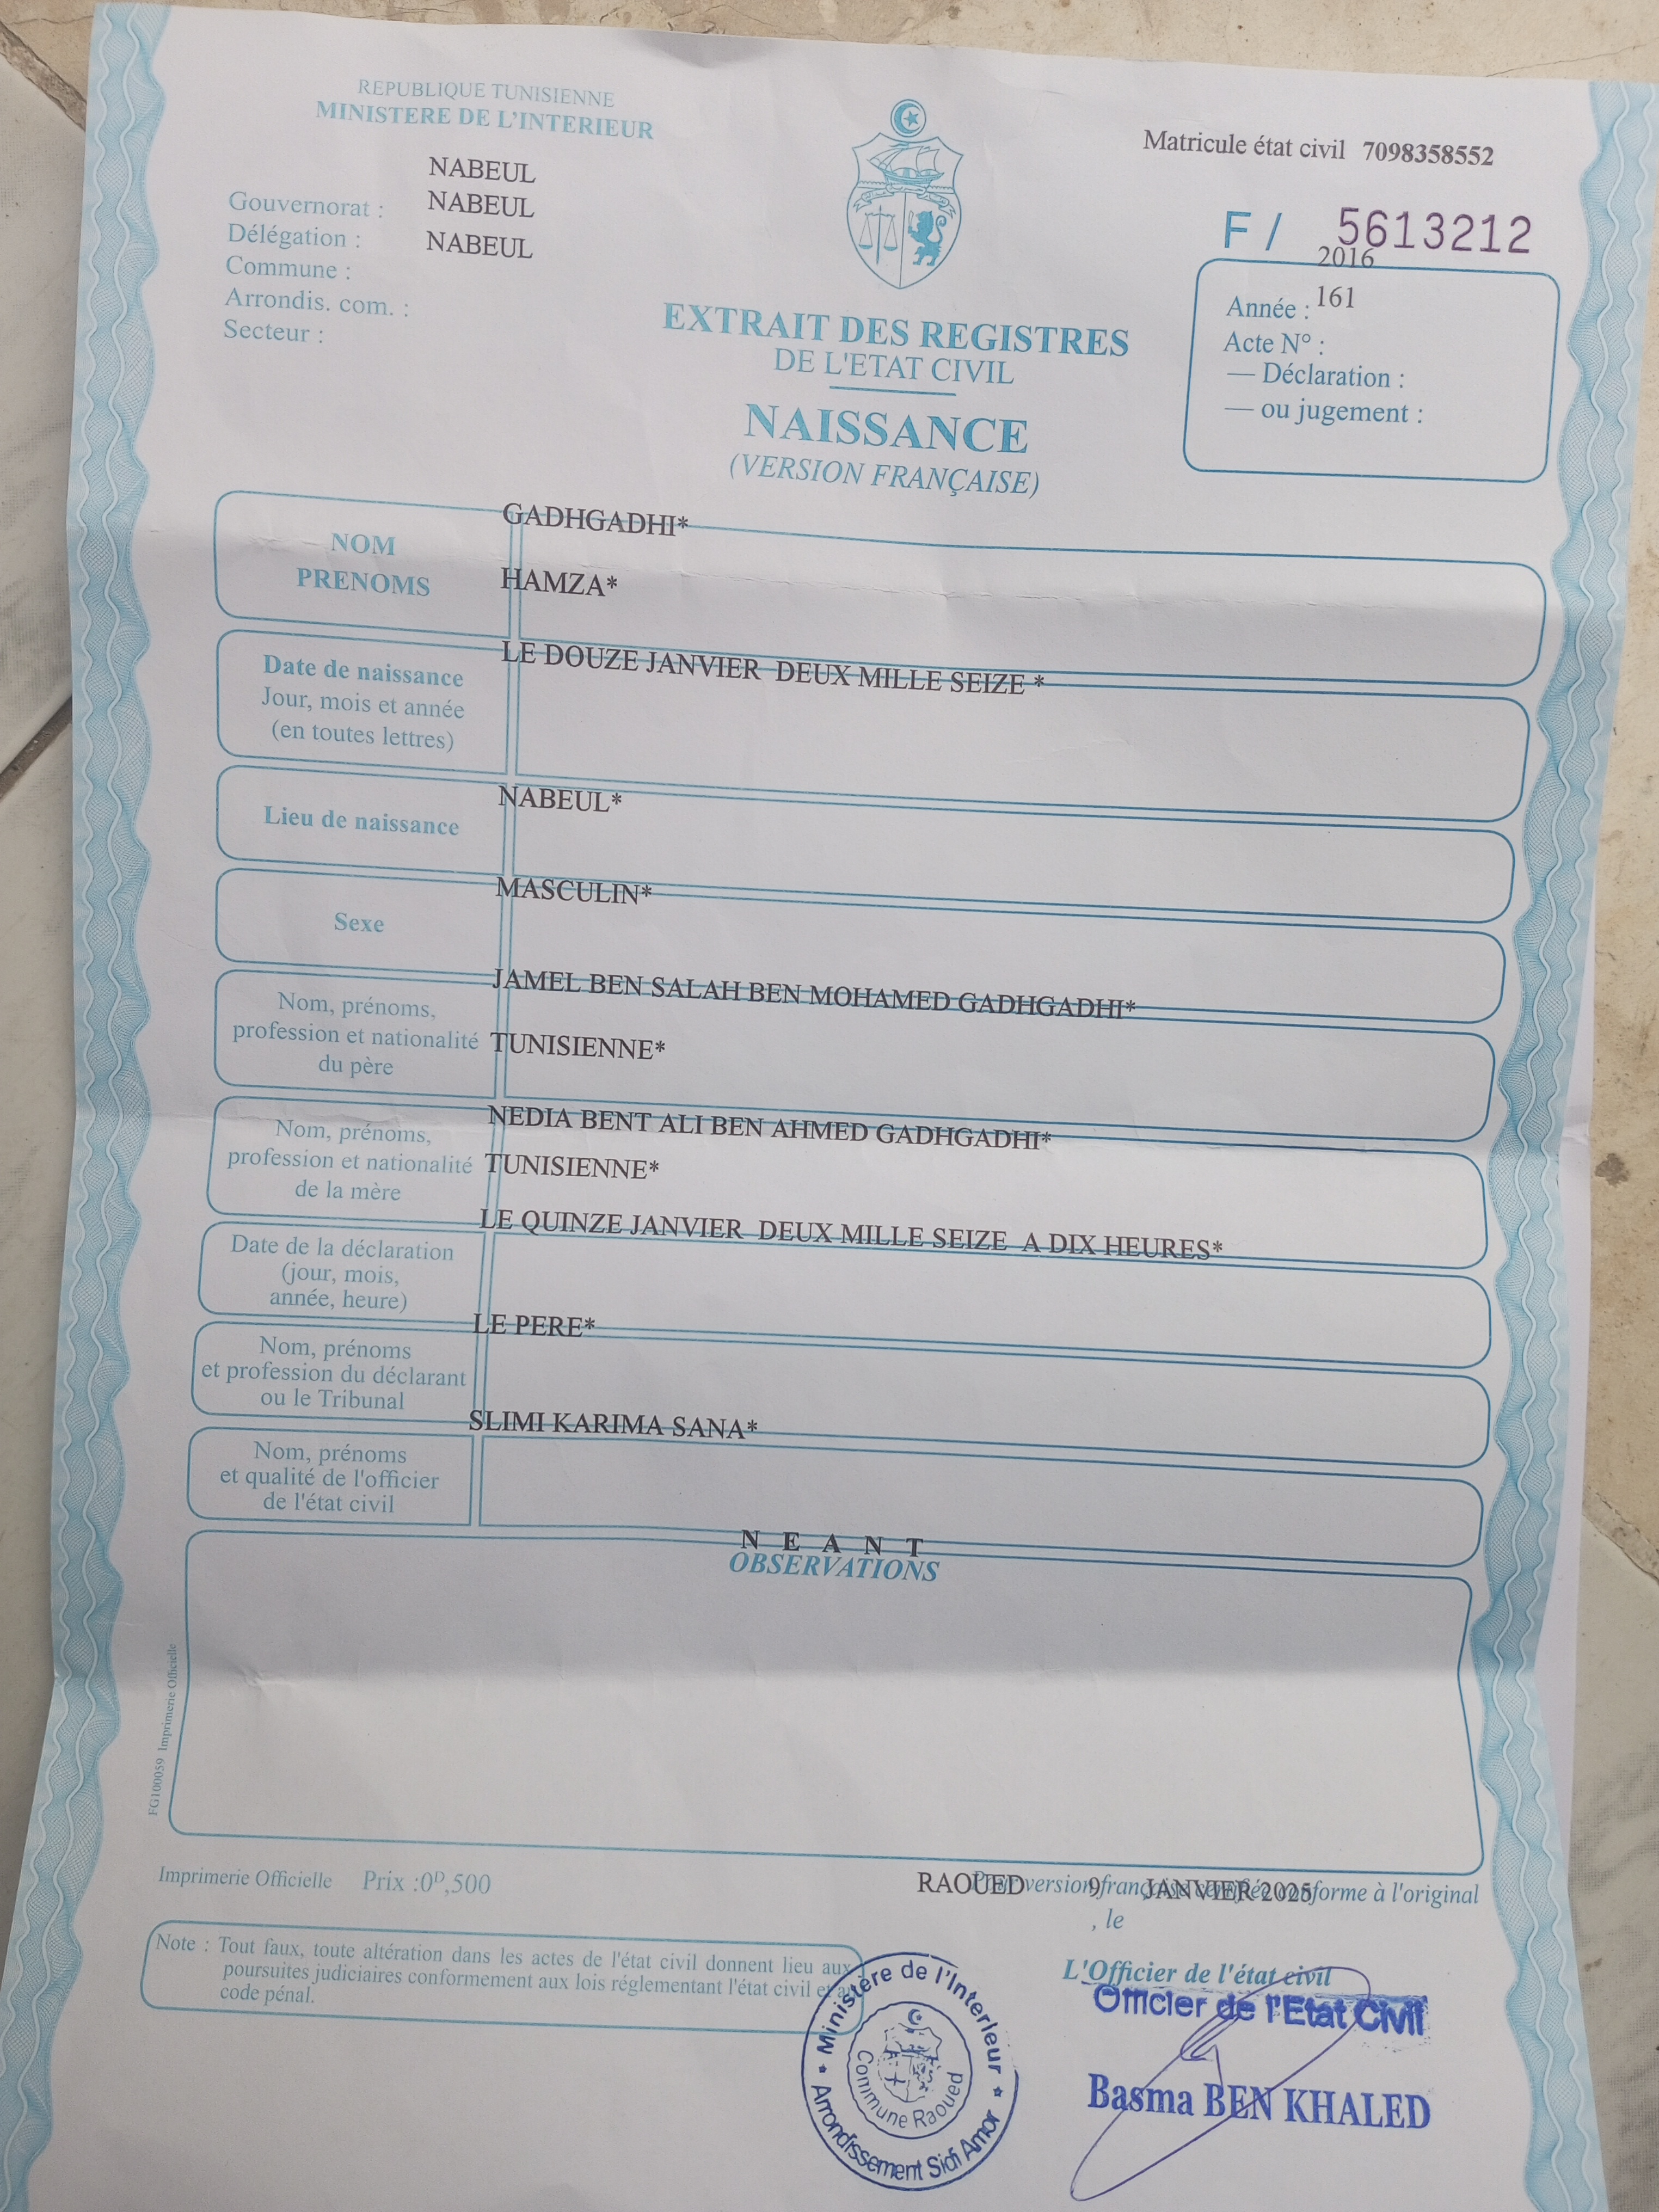 REPUBLIQUE TUNISIENNE
MINISTERE DE L'INTERIEUR
NABEUL
Gouvernorat : NABEUL
Délégation : NABEUL
Commune :
Arrondis. com. :
Secteur :
Matricule état civil 7098358552
F / 5613212
2016
Année : 161
Acte N° :
— Déclaration :
— ou jugement :
EXTRAIT DES REGISTRES
DE L'ETAT CIVIL
NAISSANCE
(VERSION FRANÇAISE)
GADHGADHI*
NOM
PRENOMS HAMZA*
LE DOUZE JANVIER DEUX MILLE SEIZE *
Date de naissance
Jour, mois et année
(en toutes lettres)
NABEUL*
Lieu de naissance
MASCULIN*
Sexe
JAMEL BEN SALAH BEN MOHAMED GADHGADHI*
Nom, prénoms,
profession et nationalité TUNISIENNE*
du père
NEDIA BENT ALI BEN AHMED GADHGADHI*
Nom, prénoms,
profession et nationalité TUNISIENNE*
de la mère
LE QUINZE JANVIER DEUX MILLE SEIZE A DIX HEURES*
Date de la déclaration
(jour, mois,
année, heure)
LE PERE*
Nom, prénoms
et profession du déclarant
ou le Tribunal
SLIMI KARIMA SANA*
Nom, prénoms
et qualité de l'officier
de l'état civil
N E A N T
OBSERVATIONS
FG100059 Imprimerie Officielle
Imprimerie Officielle Prix :0D,500
RAOUED 9 JANVIER 2025
version française conforme à l'original
, le
Note : Tout faux, toute altération dans les actes de l'état civil donnent lieu aux
poursuites judiciaires conformement aux lois réglementant l'état civil et
code pénal.
L'Officier de l'état civil
Officier de l'Etat Civil
Basma BEN KHALED
Ministère de l'Interieur
Commune Raoued
Arrondissement Sidi Amor